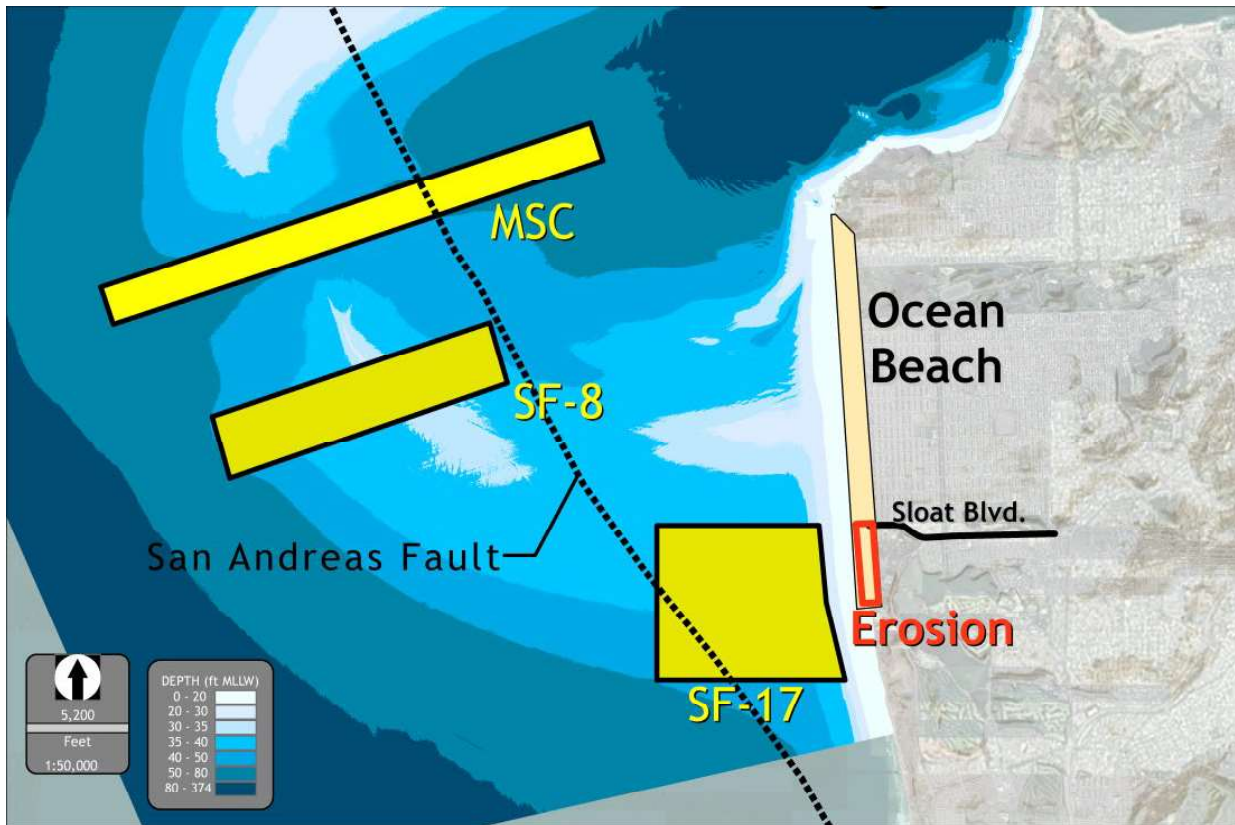 MSC
Ocean
Beach
SF-8
Sloat Blvd.
San Andreas Fault
Erosion
SF-17
5,200
Feet
1:50,000
DEPTH (ft MLLW)
0 - 20
20 - 30
30 - 35
35 - 40
40 - 50
50 - 80
80 - 374